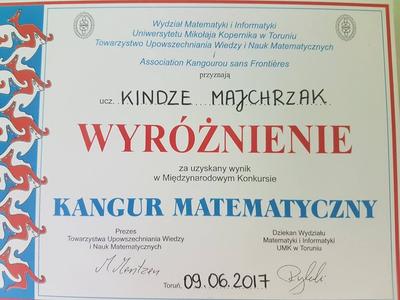 Wydział Matematyki i Informatyki
Uniwersytetu Mikołaja Kopernika w Toruniu
Towarzystwo Upowszechniania Wiedzy i Nauk Matematycznych
i
Association Kangourou sans Frontières
przyznają
ucz. KINDZE MAJCHRZAK
WYRÓŻNIENIE
za uzyskany wynik
w Międzynarodowym Konkursie
KANGUR MATEMATYCZNY
Prezes
Towarzystwa Upowszechniania Wiedzy
i Nauk Matematycznych
Dziekan Wydziału
Matematyki i Informatyki
UMK w Toruniu
Toruń, 09.06.2017